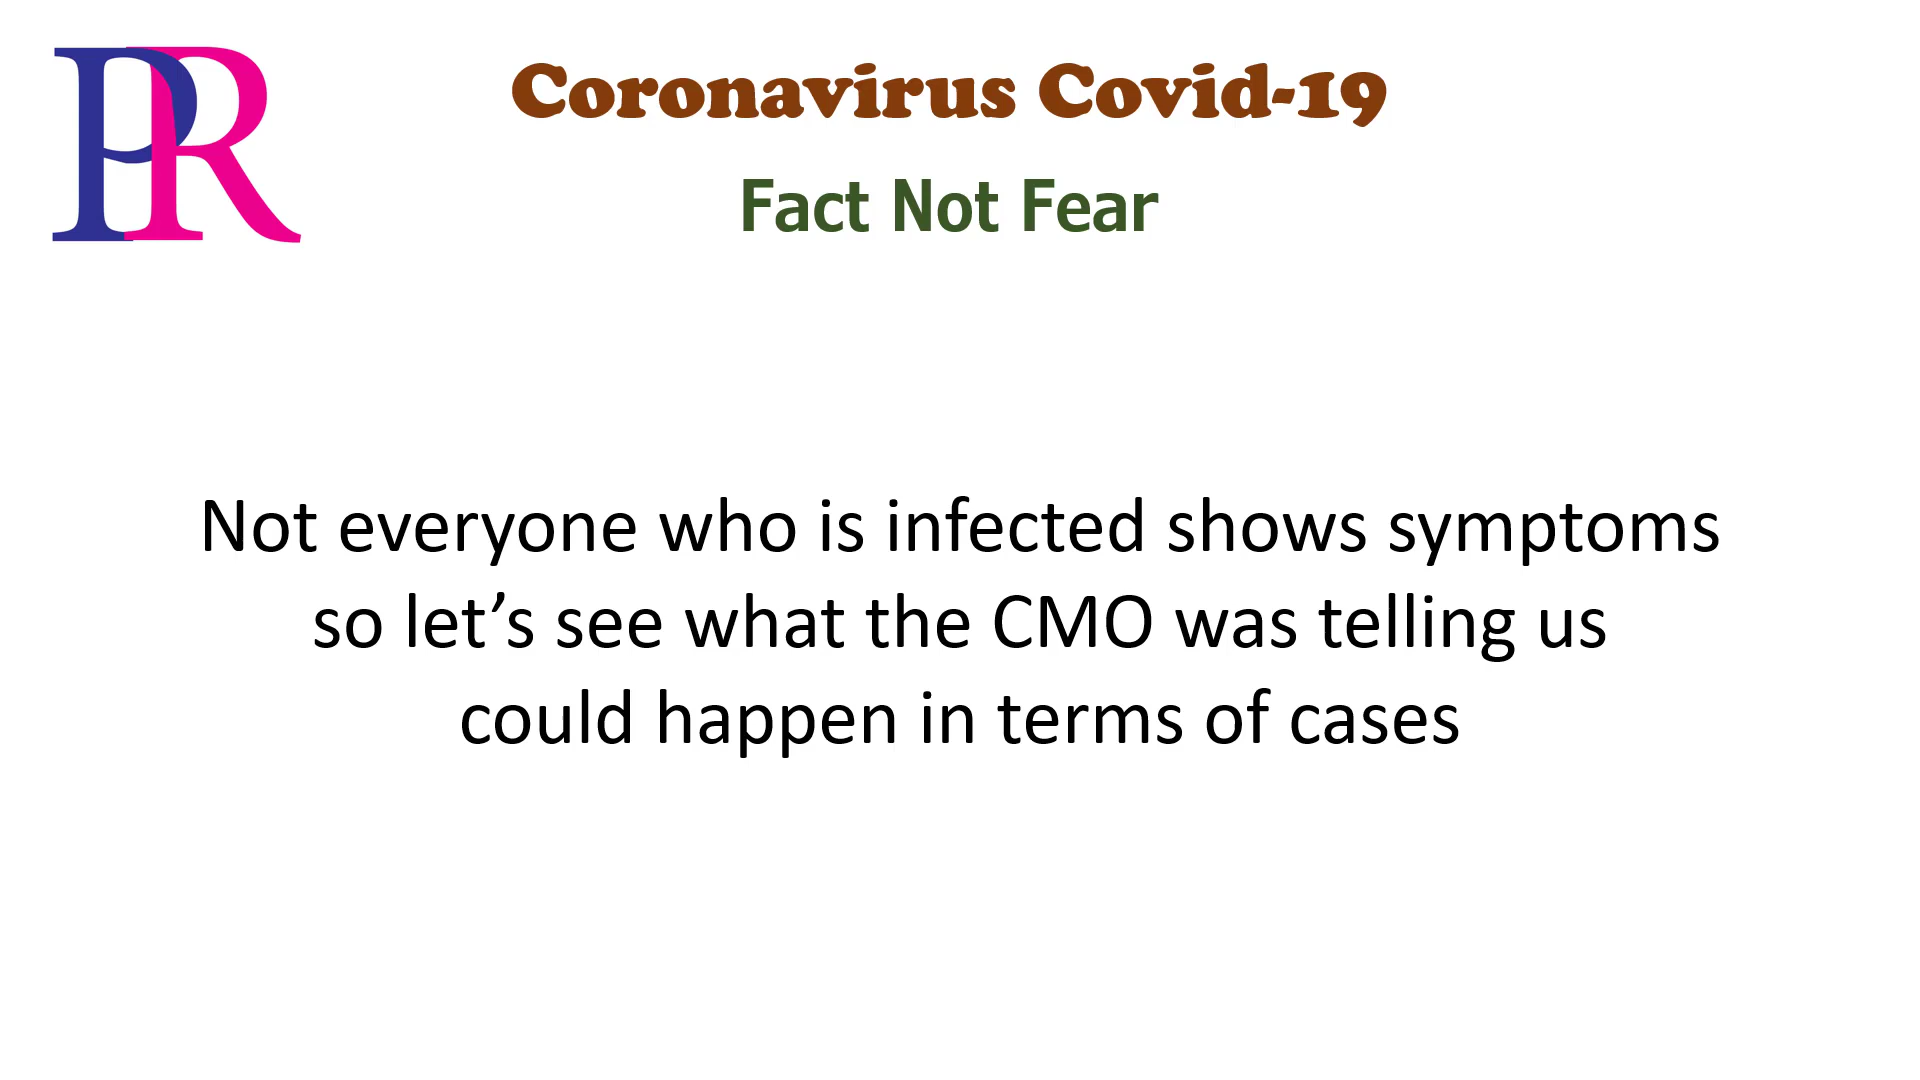 PR
Coronavirus Covid-19
Fact Not Fear
Not everyone who is infected shows symptoms
so let’s see what the CMO was telling us
could happen in terms of cases